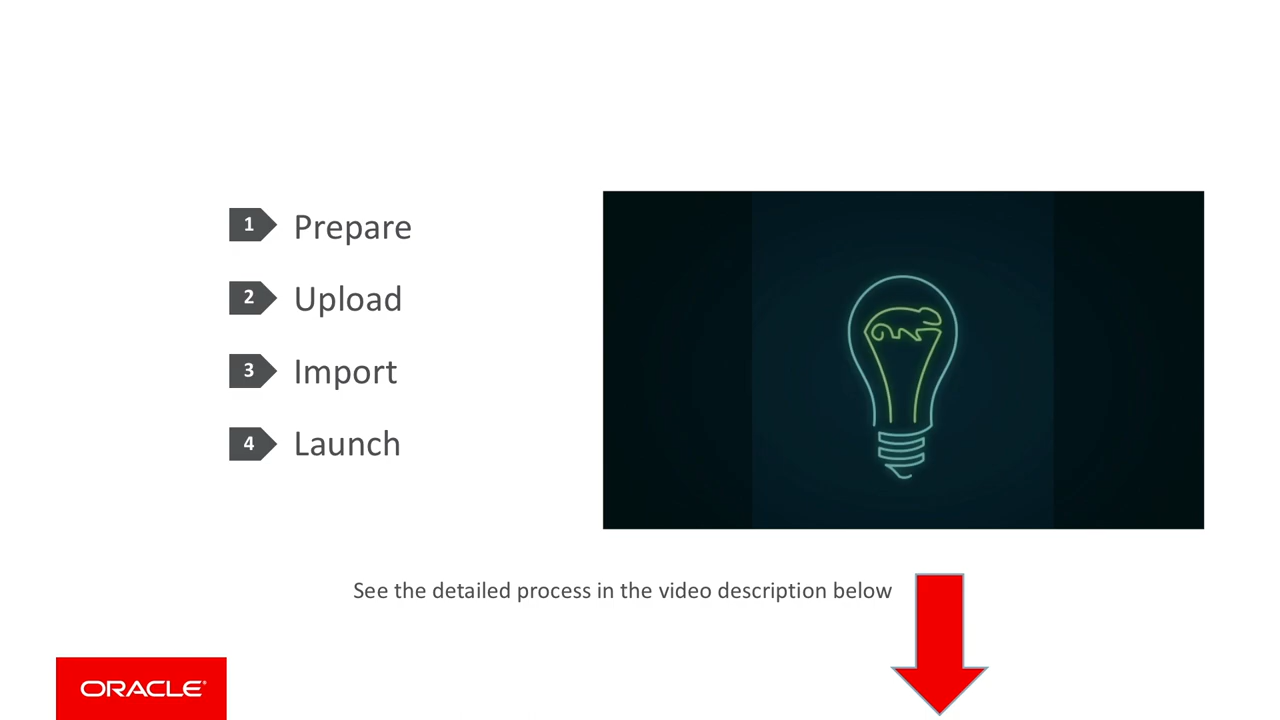 1 Prepare
2 Upload
3 Import
4 Launch
See the detailed process in the video description below
ORACLE®